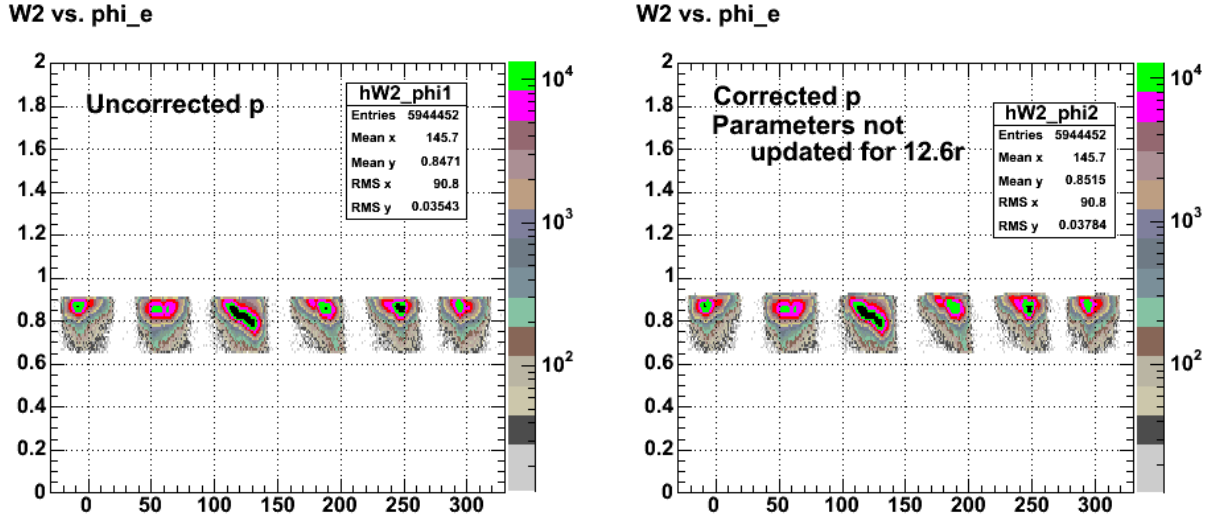 W2 vs. phi_e
2
1.8
1.6
1.4
1.2
1
0.8
0.6
0.4
0.2
0
0 50 100 150 200 250 300
Uncorrected p
hW2_phi1
Entries 5944452
Mean x 145.7
Mean y 0.8471
RMS x 90.8
RMS y 0.03543
10^4
10^3
10^2
W2 vs. phi_e
2
1.8
1.6
1.4
1.2
1
0.8
0.6
0.4
0.2
0
0 50 100 150 200 250 300
Corrected p
Parameters not
updated for 12.6r
hW2_phi2
Entries 5944452
Mean x 145.7
Mean y 0.8515
RMS x 90.8
RMS y 0.03784
10^4
10^3
10^2